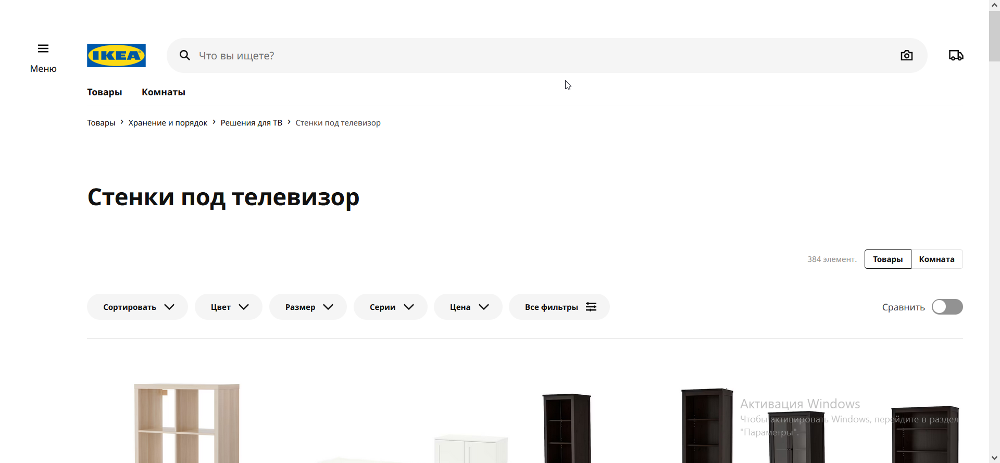 IKEA
Что вы ищете?
Меню
Товары Комнаты
Товары › Хранение и порядок › Решения для ТВ › Стенки под телевизор
Стенки под телевизор
384 элемент. Товары Комната
Сортировать Цвет Размер Серии Цена Все фильтры Сравнить
Активация Windows
Чтобы активировать Windows, перейдите в раздел
"Параметры".